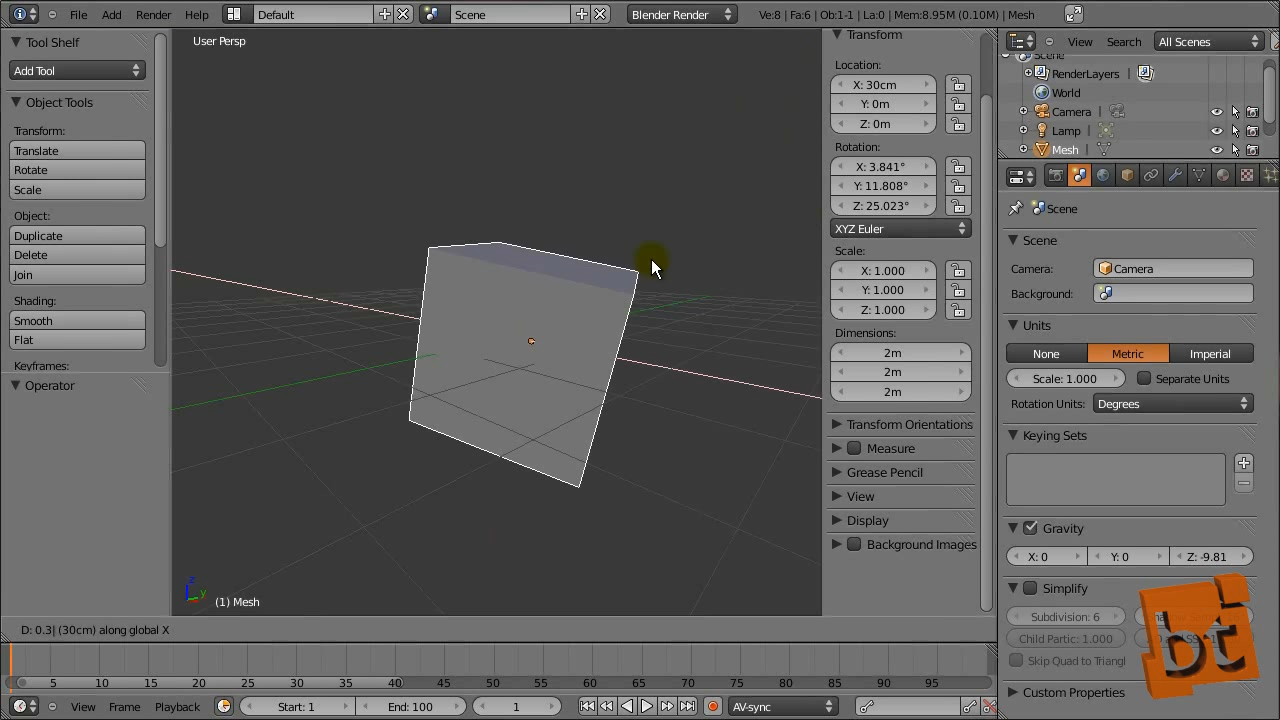 File Add Render Help Default Scene Blender Render Ve:8 | Fa:6 | Ob:1-1 | La:0 | Mem:8.95M (0.10M) | Mesh
Tool Shelf
Add Tool
Object Tools
Transform:
Translate
Rotate
Scale
Object:
Duplicate
Delete
Join
Shading:
Smooth
Flat
Keyframes:
Operator
User Persp
z
y
(1) Mesh
D: 0.3| (30cm) along global X
Transform
Location:
X: 30cm
Y: 0m
Z: 0m
Rotation:
X: 3.841°
Y: 11.808°
Z: 25.023°
XYZ Euler
Scale:
X: 1.000
Y: 1.000
Z: 1.000
Dimensions:
2m
2m
2m
Transform Orientations
Measure
Grease Pencil
View
Display
Background Images
View Search All Scenes
Scene
RenderLayers
World
Camera
Lamp
Mesh
Scene
Scene
Camera: Camera
Background:
Units
None Metric Imperial
Scale: 1.000 Separate Units
Rotation Units: Degrees
Keying Sets
Gravity
X: 0 Y: 0 Z: -9.81
Simplify
Subdivision: 6
Child Partic: 1.000
Skip Quad to Triangl
Custom Properties
bt
5 10 15 20 25 30 35 40 45 50 55 60 65 70 75 80 85 90 95
View Frame Playback Start: 1 End: 100 1 AV-sync